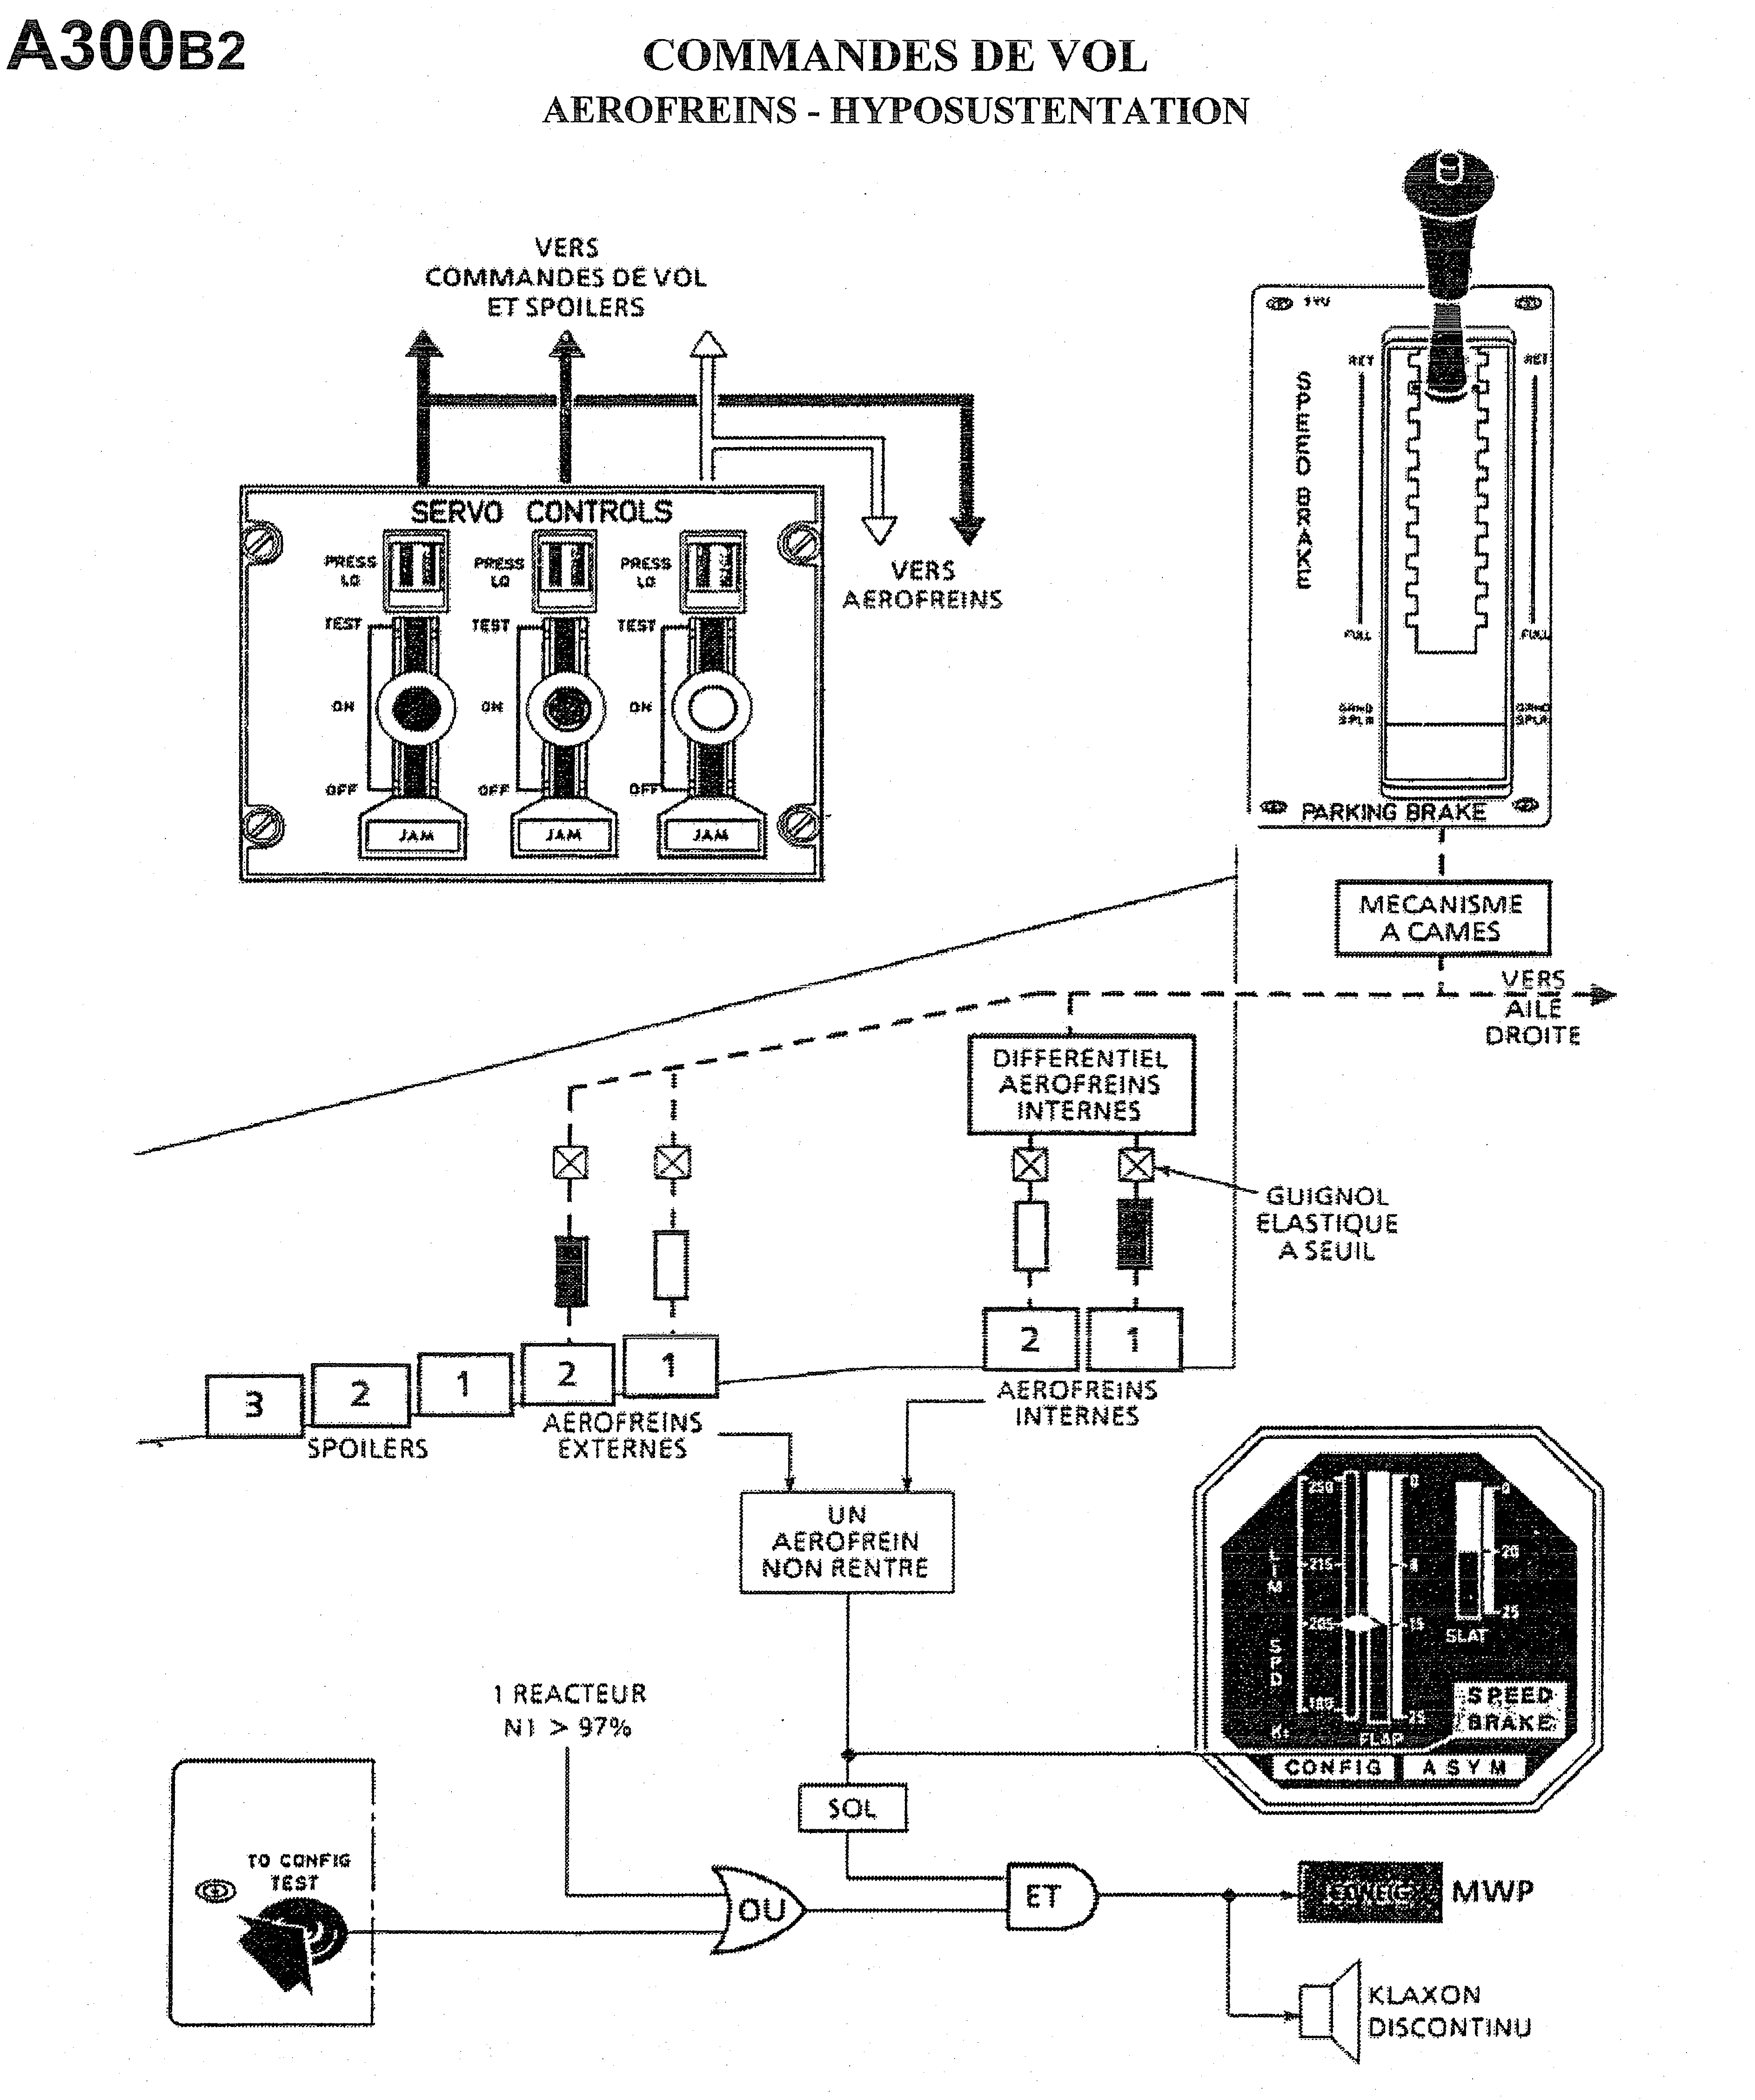 A300B2
COMMANDES DE VOL
AEROFREINS - HYPOSUSTENTATION
VERS
COMMANDES DE VOL
ET SPOILERS
SERVO CONTROLS
PRESS
LO
PRESS
LO
PRESS
LO
TEST
TEST
TEST
ON
ON
ON
OFF
OFF
OFF
JAM
JAM
JAM
VERS
AEROFREINS
SPEED BRAKE
RET
RET
FULL
FULL
GRND
SPLR
GRND
SPLR
PARKING BRAKE
MECANISME
A CAMES
VERS
AILE
DROITE
DIFFERENTIEL
AEROFREINS
INTERNES
GUIGNOL
ELASTIQUE
A SEUIL
3
2
1
2
1
2
1
SPOILERS
AEROFREINS
EXTERNES
AEROFREINS
INTERNES
UN
AEROFREIN
NON RENTRE
250
0
0
LIM SPD
215
8
20
205
15
25
SLAT
185
25
SPEED
BRAKE
Kt
FLAP
CONFIG
ASYM
1 REACTEUR
N1 > 97%
SOL
TO CONFIG
TEST
OU
ET
CONFIG
MWP
KLAXON
DISCONTINU